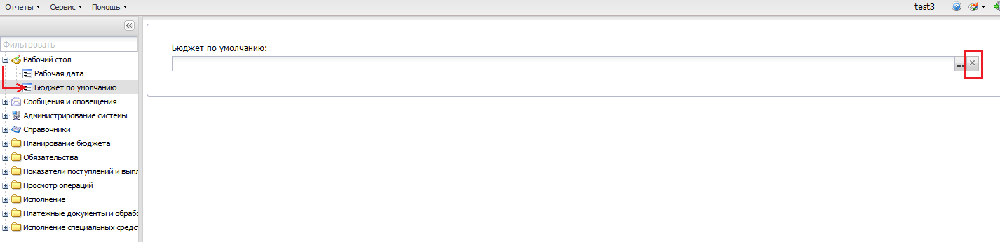 Отчеты Сервис Помощь test3
Фильтровать
Рабочий стол
Рабочая дата
Бюджет по умолчанию
Сообщения и оповещения
Администрирование системы
Справочники
Планирование бюджета
Обязательства
Показатели поступлений и выпл
Просмотр операций
Исполнение
Платежные документы и обрабо
Исполнение специальных средст
Бюджет по умолчанию: